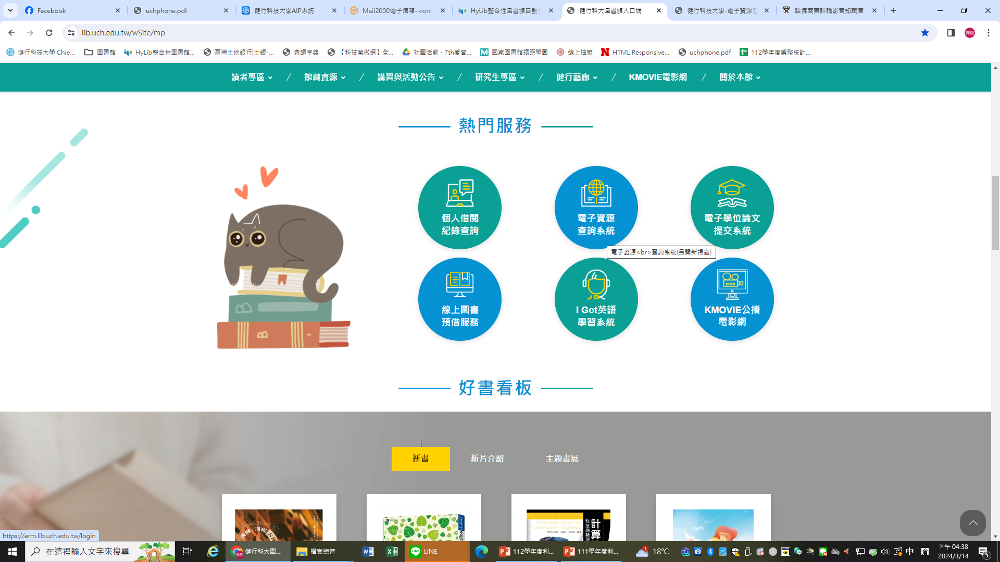 Facebook
uchphone.pdf
健行科技大學AIP系統
Mail2000電子信箱--ronn
HyLib整合性圖書館自動化
健行科大圖書館入口網
健行科技大學-電子資源管
哈佛商業評論影音知識庫
lib.uch.edu.tw/wSite/mp
飾辰
健行科技大學 Chie...
圖書館
HyLib整合性圖書館...
臺灣土地銀行|土銀-...
倉頡字典
【科技紫微網】全...
社團活動 - 7th愛資...
國家圖書館遠距學園
線上抽籤
HTML Responsive...
uchphone.pdf
112學年度業務統計...
讀者專區 / 館藏資源 / 講習與活動公告 / 研究生專區 / 健行藝廊 / KMOVIE電影網 / 關於本館
熱門服務
個人借閱
紀錄查詢
電子資源
查詢系統
電子學位論文
提交系統
電子資源<br>查詢系統(另開新視窗)
線上圖書
預借服務
I Got英語
學習系統
KMOVIE公播
電影網
B
B
好書看板
新書
新片介紹
主題書展
Introduction to
Computer Science
計算
科技趨勢
https://erm.lib.uch.edu.tw/login
在這裡輸入文字來搜尋
健行科大圖...
檔案總管
LINE
112學年度利...
111學年度利...
1
18°C
中
下午 04:38
2024/3/14
5